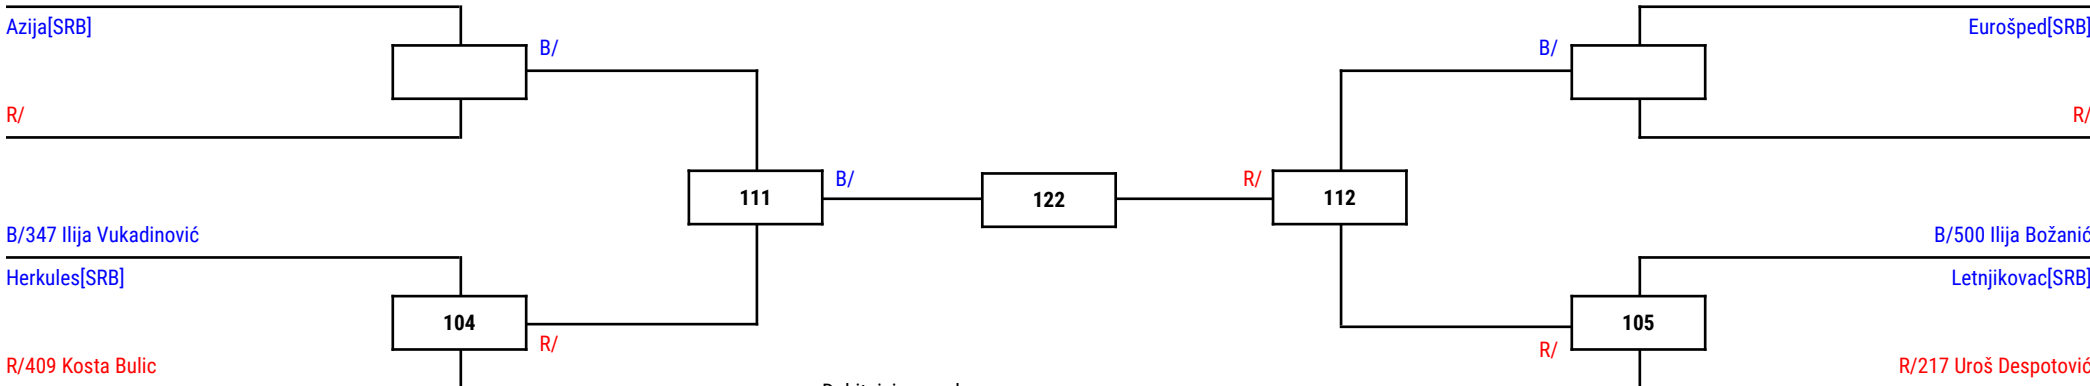 Azija[SRB]
Eurošped[SRB]
B/
B/
R/
R/
111
B/
122
R/
112
B/347 Ilija Vukadinović
B/500 Ilija Božanić
Herkules[SRB]
Letnjikovac[SRB]
104
105
R/
R/
R/409 Kosta Bulic
R/217 Uroš Despotović